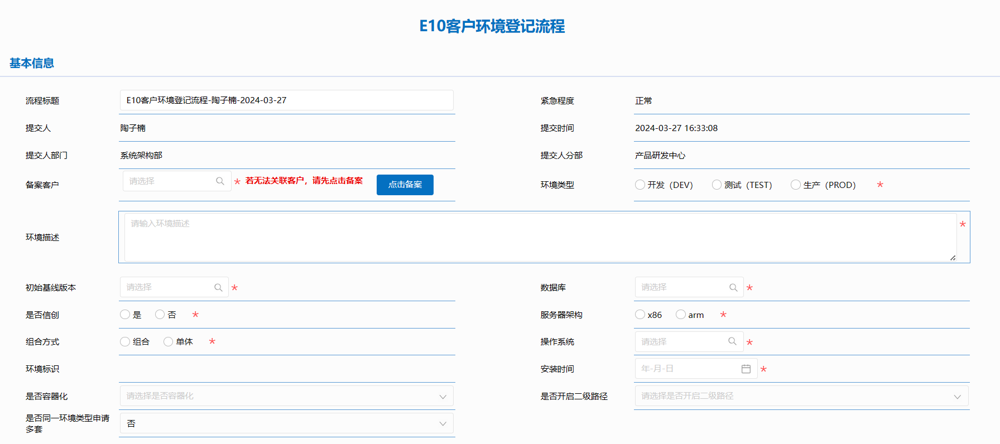 E10客户环境登记流程
基本信息
流程标题 E10客户环境登记流程-陶子楠-2024-03-27 紧急程度 正常
提交人 陶子楠 提交时间 2024-03-27 16:33:08
提交人部门 系统架构部 提交人分部 产品研发中心
备案客户 请选择 * 若无法关联客户，请先点击备案 点击备案 环境类型 开发（DEV） 测试（TEST） 生产（PROD） *
环境描述 请输入环境描述 *
初始基线版本 请选择 * 数据库 请选择 *
是否信创 是 否 * 服务器架构 x86 arm *
组合方式 组合 单体 * 操作系统 请选择 *
环境标识 安装时间 年-月-日 *
是否容器化 请选择是否容器化 是否开启二级路径 请选择是否开启二级路径
是否同一环境类型申请
多套 否